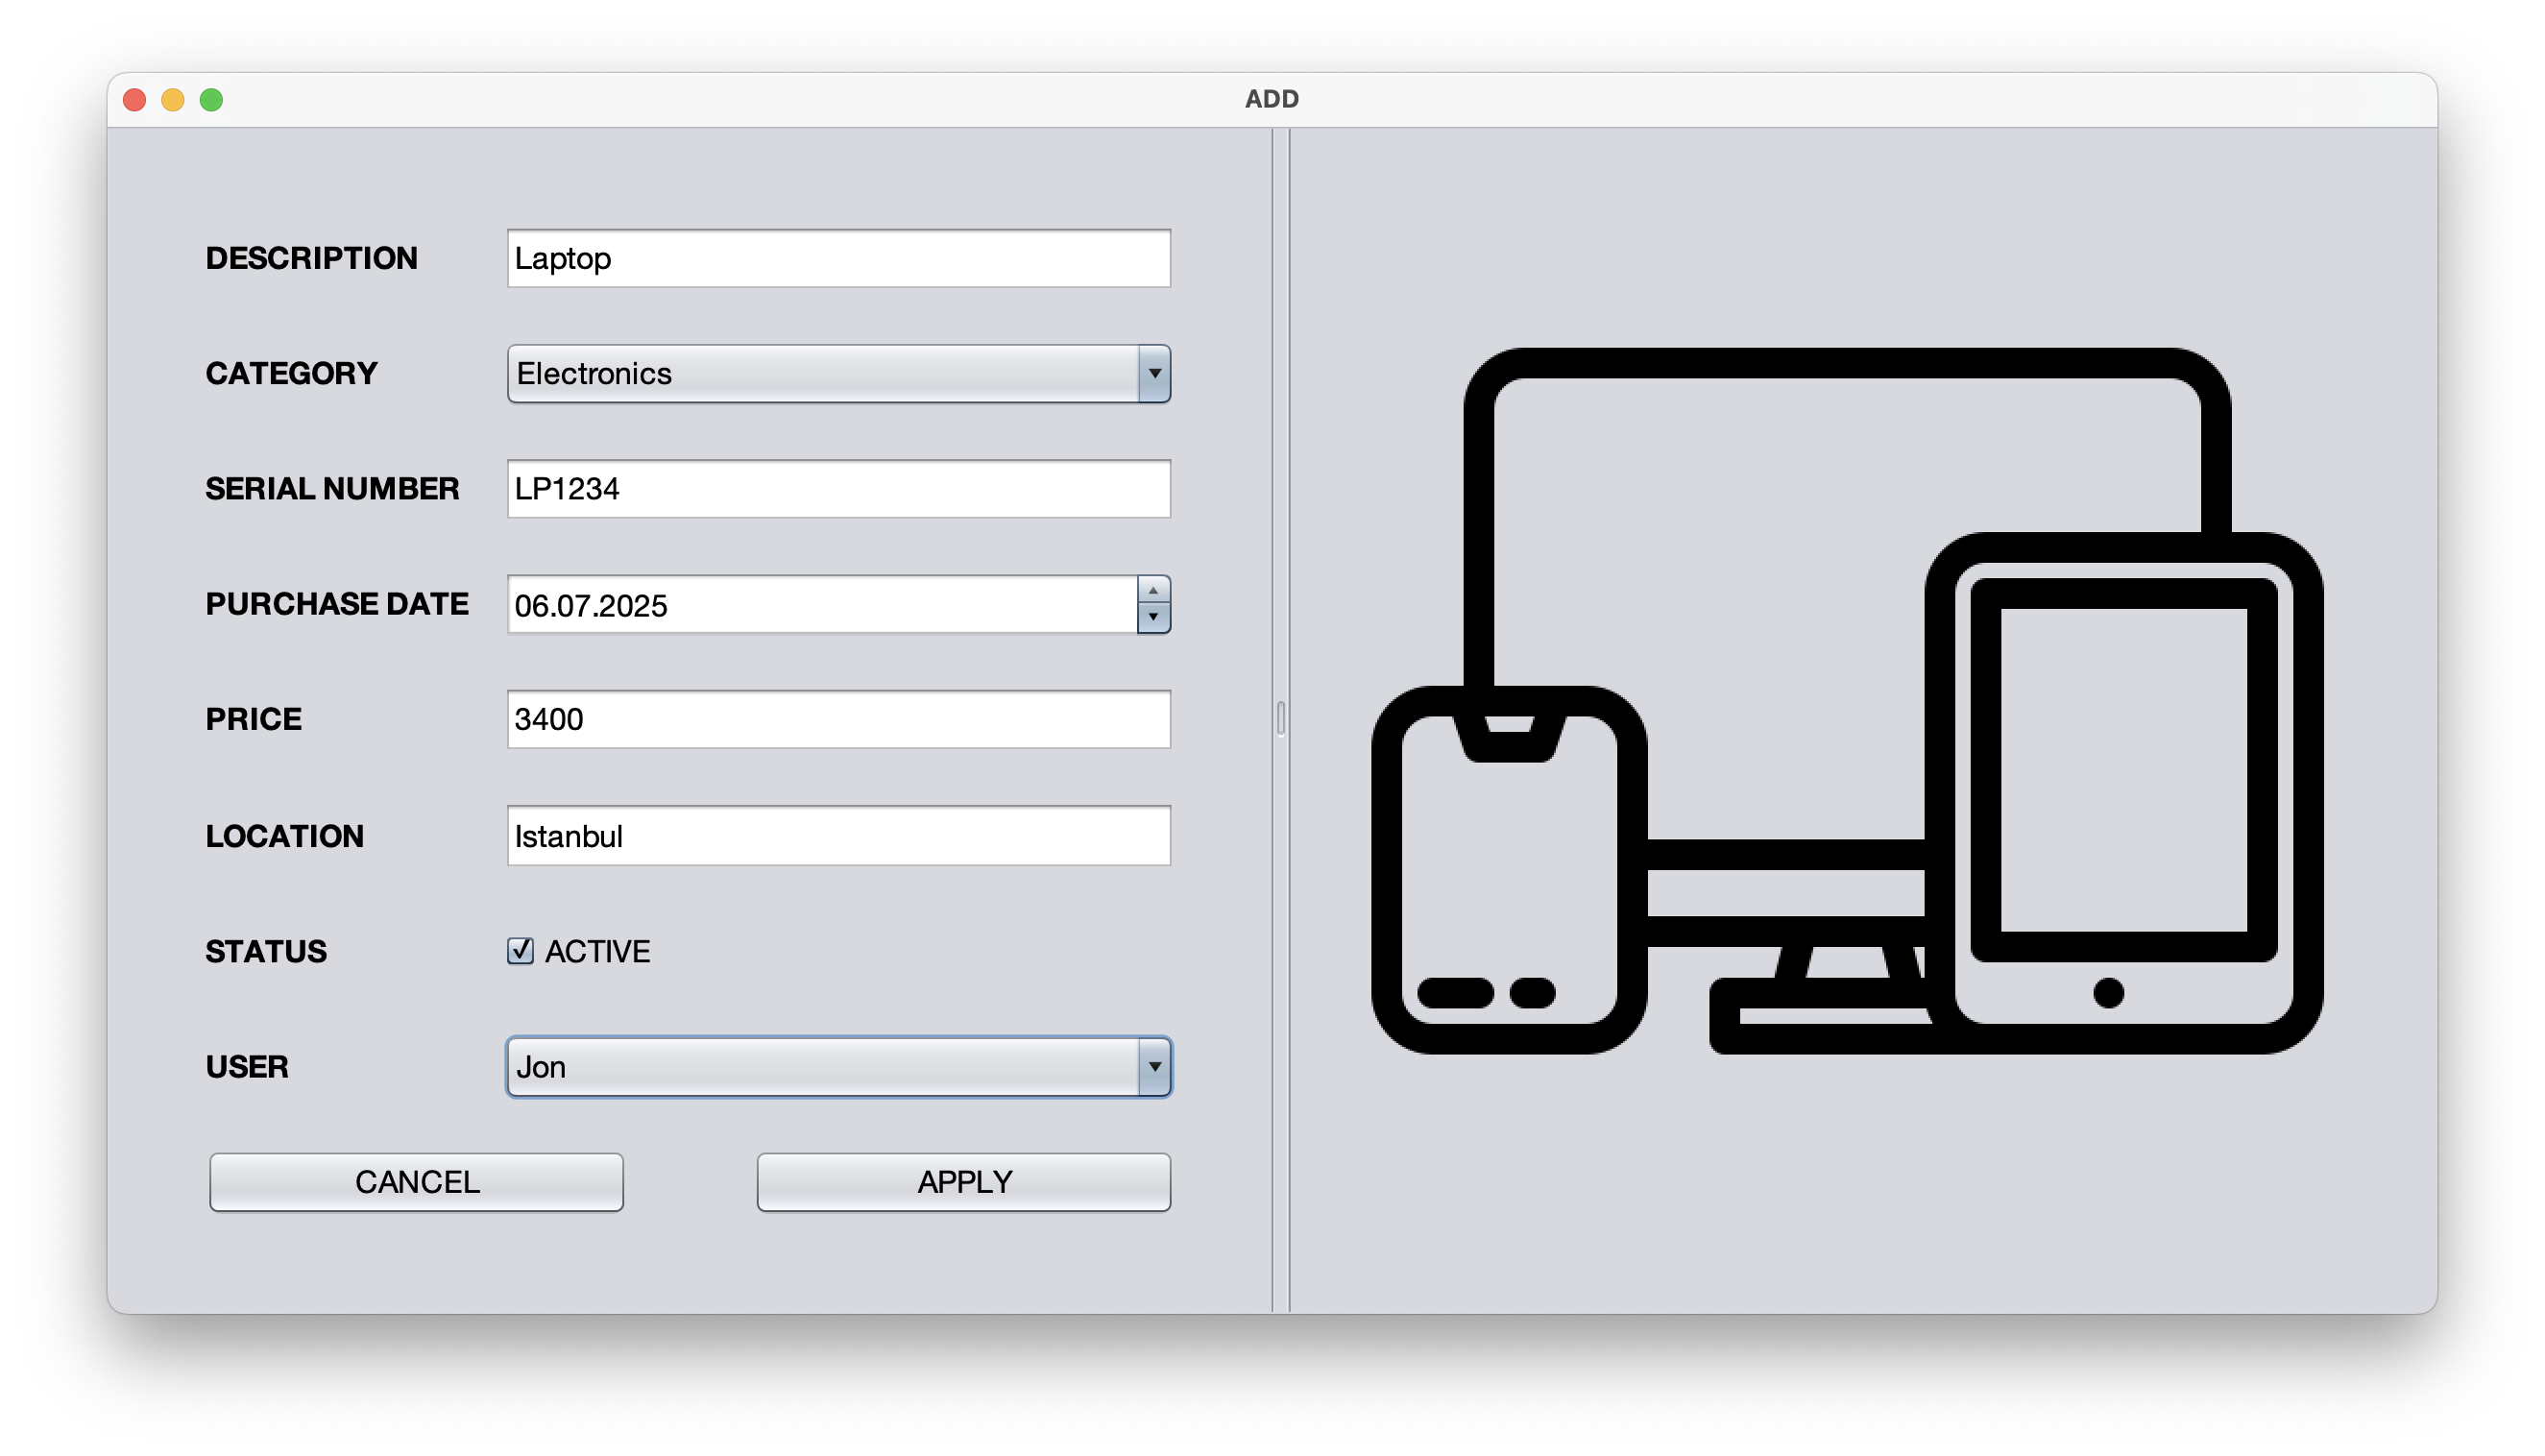 ADD
DESCRIPTION Laptop
CATEGORY Electronics
SERIAL NUMBER LP1234
PURCHASE DATE 06.07.2025
PRICE 3400
LOCATION Istanbul
STATUS ACTIVE
USER Jon
CANCEL APPLY